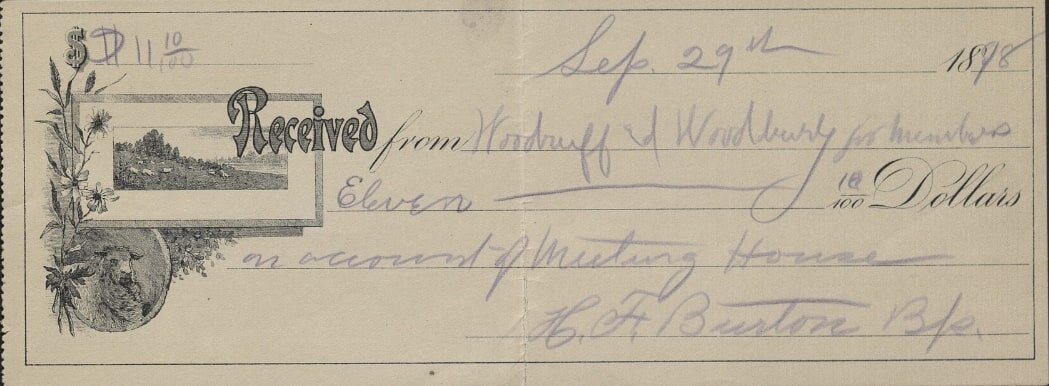 $ 11 10/100 Sep. 29th 1898
Received from Woodruff & Woodbury for Members
Eleven 10/100 Dollars
on account of Meeting House
H. F. Burton Bp.